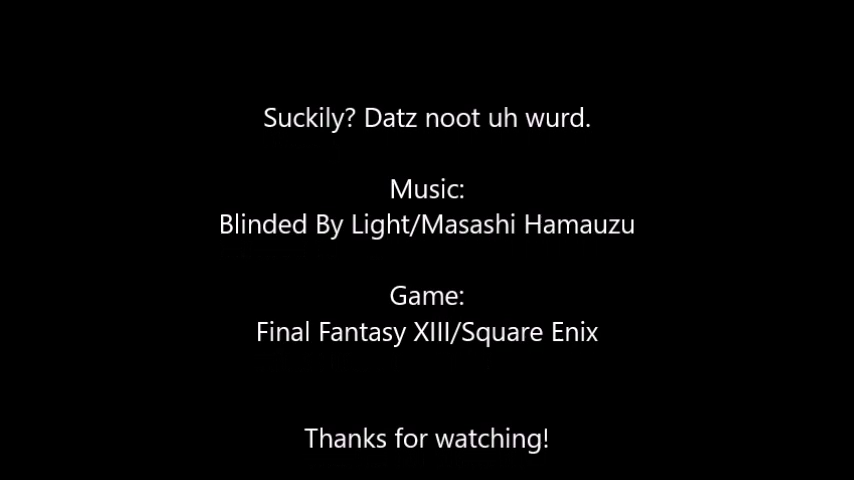 Suckily? Datz noot uh wurd.
Music:
Blinded By Light/Masashi Hamauzu
Game:
Final Fantasy XIII/Square Enix
Thanks for watching!